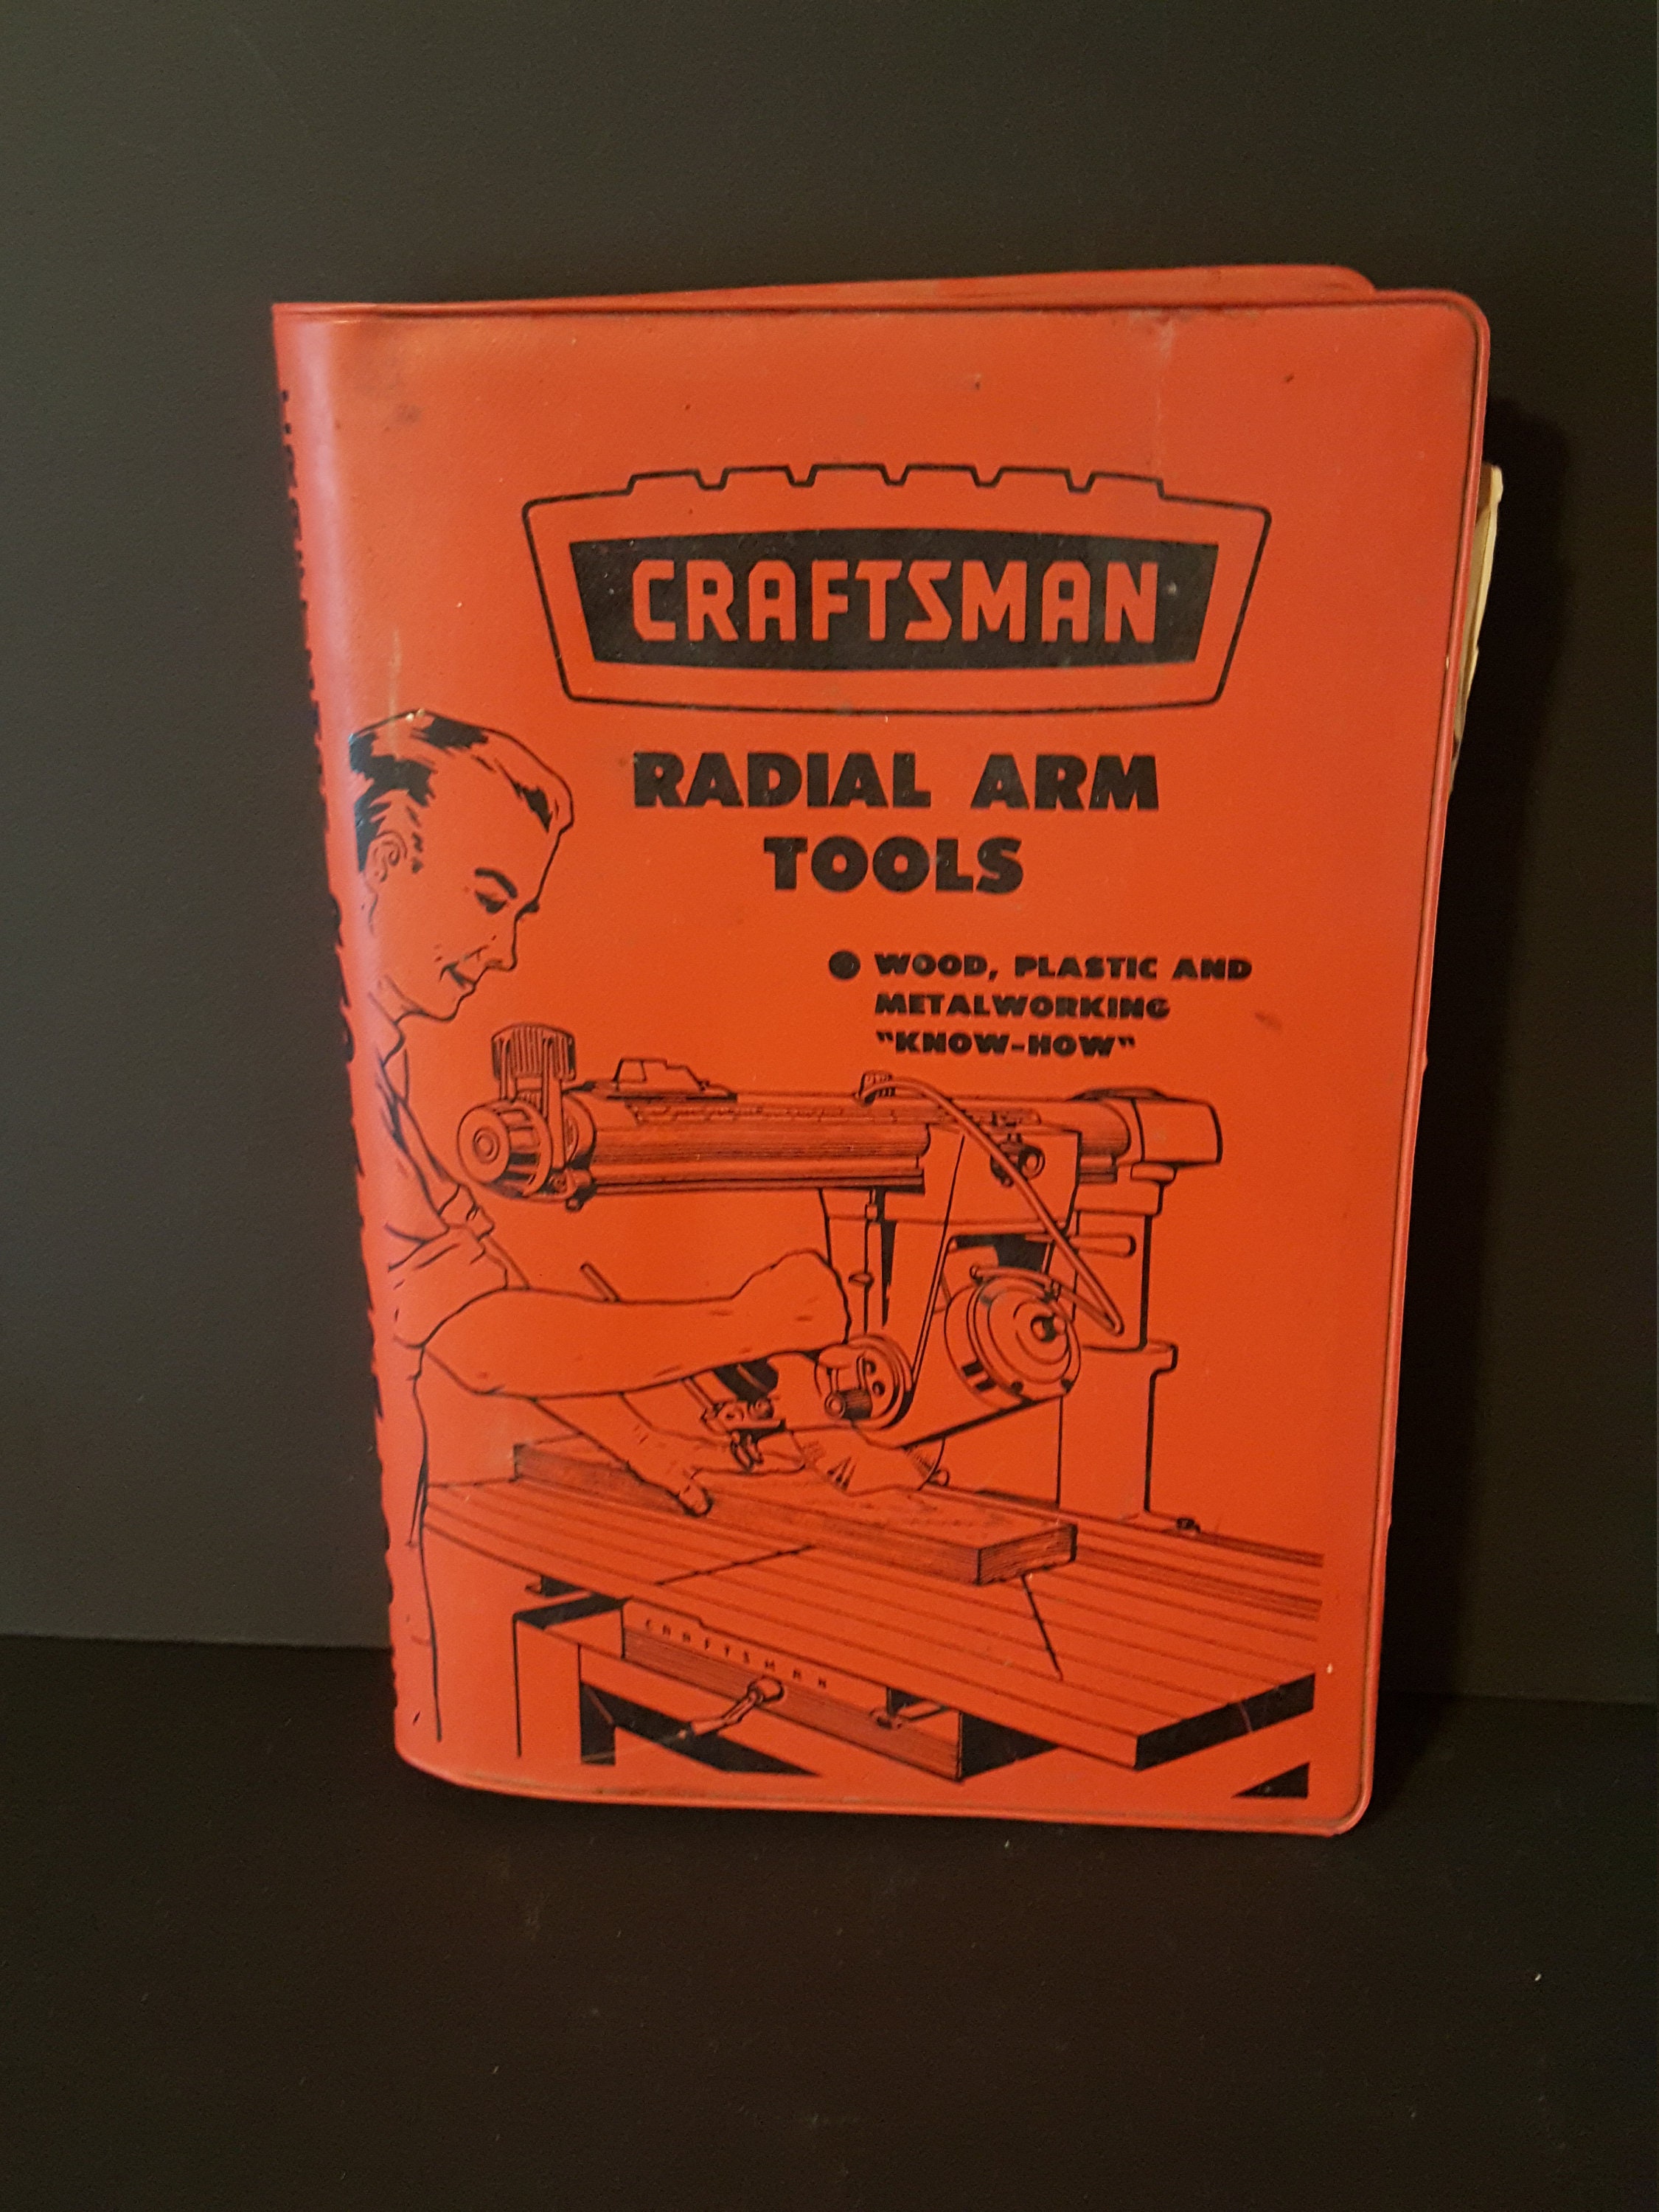 CRAFTSMAN
RADIAL ARM
TOOLS
● WOOD, PLASTIC AND
METALWORKING
"KNOW-HOW"
CRAFTSMAN